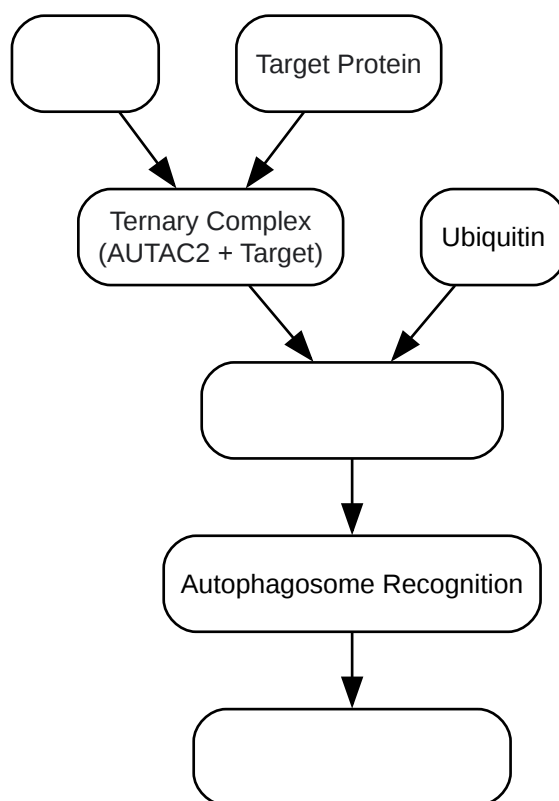 Target Protein
Ternary Complex
(AUTAC2 + Target)
Ubiquitin
Autophagosome Recognition